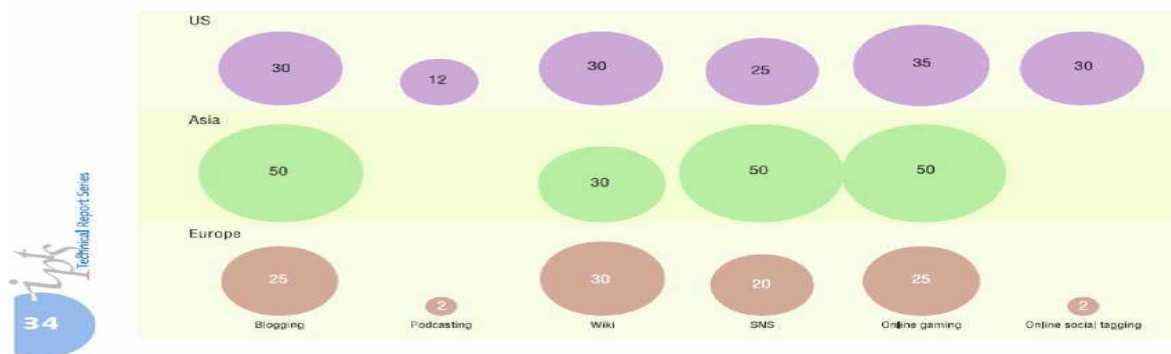 US
30 12 30 25 35 30
Asia
50 30 50 50
Europe
25 2 30 20 25 2
Blogging Podcasting Wiki SNS Online gaming Online social tagging
ipts
Technical Report Series
34